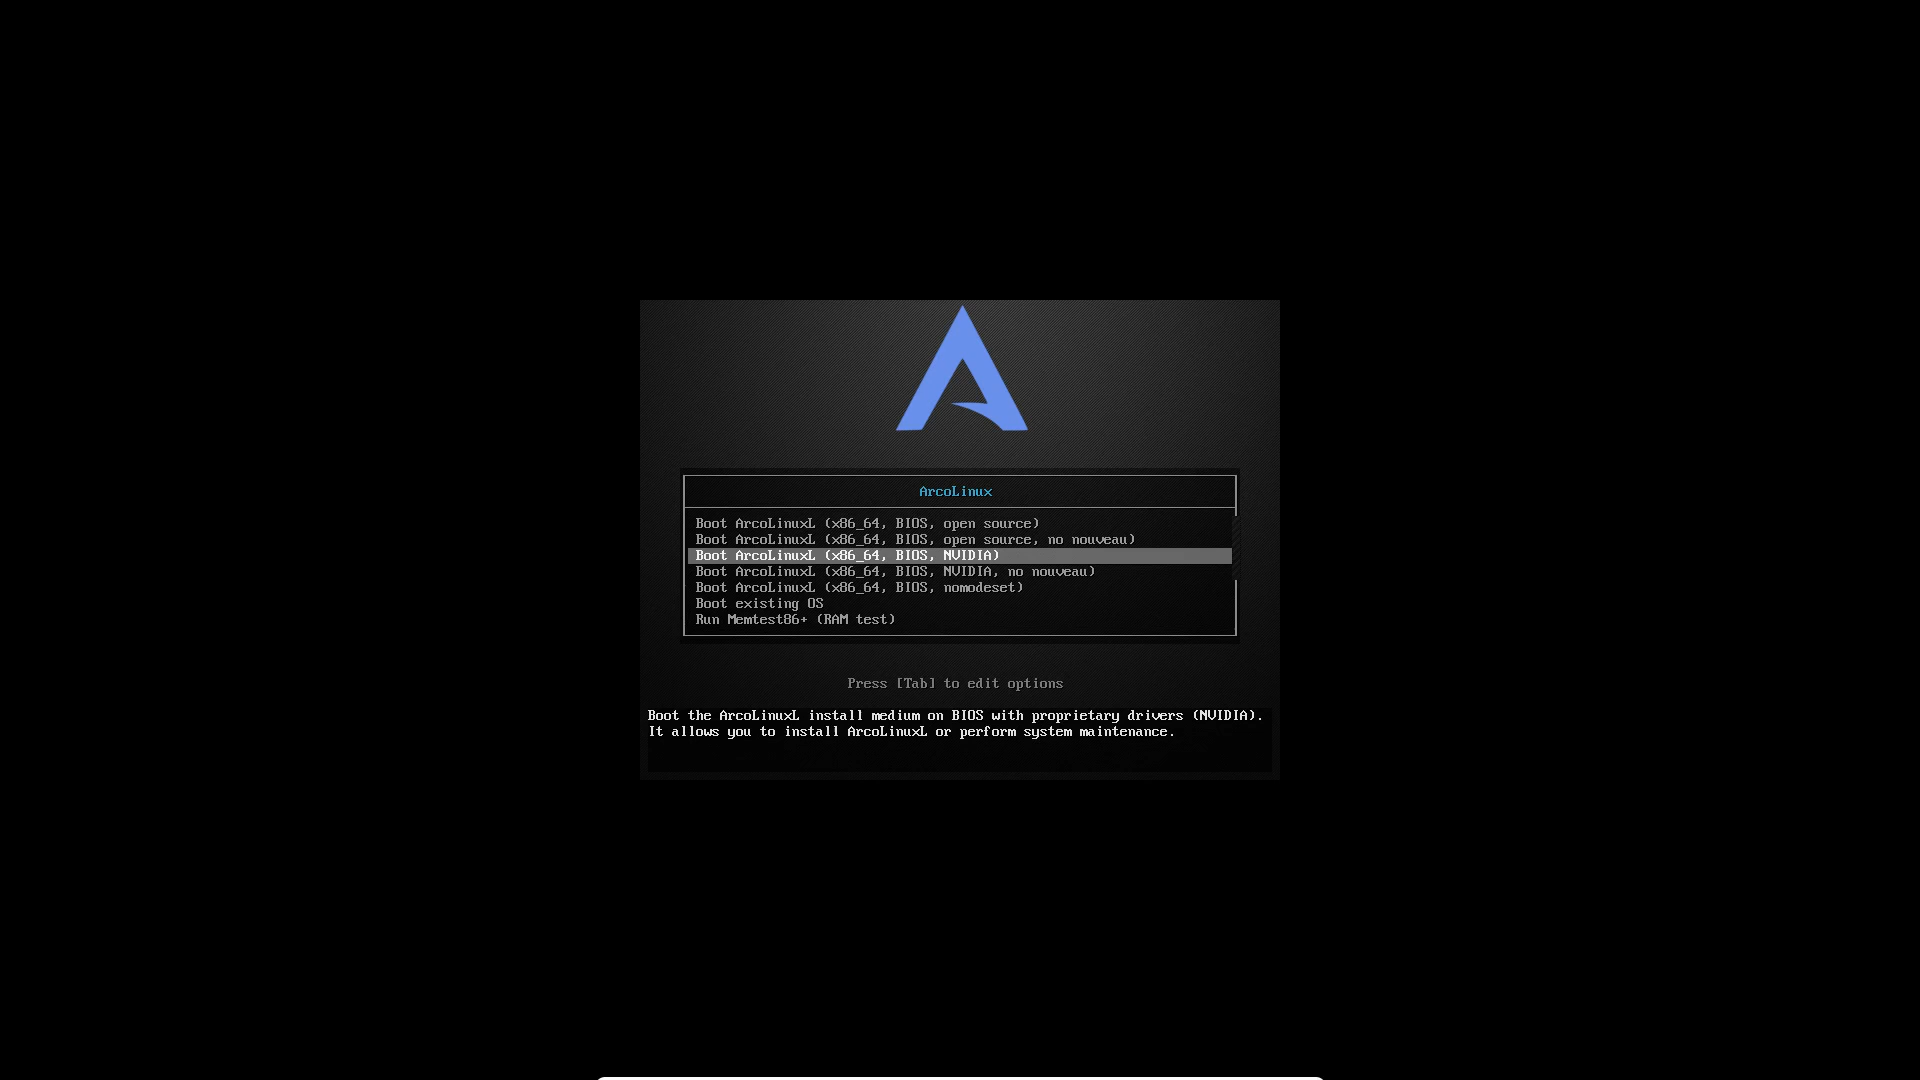 ArcoLinux
Boot ArcoLinuxL (x86_64, BIOS, open source)
Boot ArcoLinuxL (x86_64, BIOS, open source, no nouveau)
Boot ArcoLinuxL (x86_64, BIOS, NVIDIA)
Boot ArcoLinuxL (x86_64, BIOS, NVIDIA, no nouveau)
Boot ArcoLinuxL (x86_64, BIOS, nomodeset)
Boot existing OS
Run Memtest86+ (RAM test)
Press [Tab] to edit options
Boot the ArcoLinuxL install medium on BIOS with proprietary drivers (NVIDIA).
It allows you to install ArcoLinuxL or perform system maintenance.